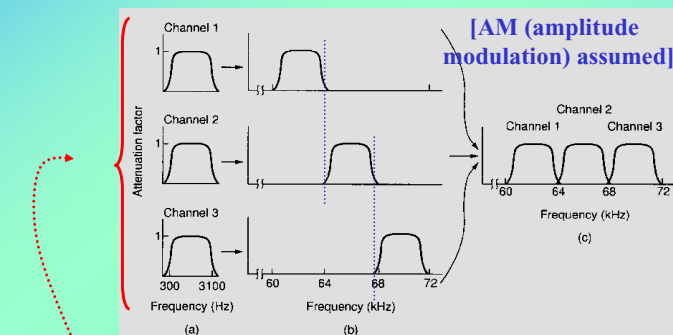 Channel 1
[AM (amplitude
modulation) assumed]
1
72
Channel 2
Attenuation factor
1
Channel 2
Channel 1
Channel 3
60
64
68
72
Frequency (kHz)
(c)
Channel 3
1
300
3100
60
64
68
72
Frequency (Hz)
Frequency (kHz)
(a)
(b)